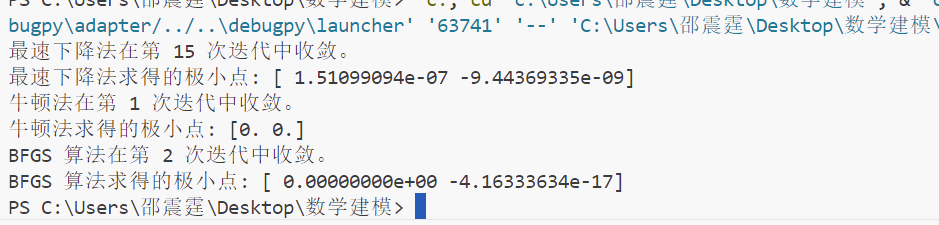 PS C:\Users\邵震霆\Desktop\数学建模> c:; cd 'c:\Users\邵震霆\Desktop\数学建模'; &
bugpy\adapter/../..\debugpy\launcher' '63741' '--' 'C:\Users\邵震霆\Desktop\数学建模\
最速下降法在第 15 次迭代中收敛。
最速下降法求得的极小点: [ 1.51099094e-07 -9.44369335e-09]
牛顿法在第 1 次迭代中收敛。
牛顿法求得的极小点: [0. 0.]
BFGS 算法在第 2 次迭代中收敛。
BFGS 算法求得的极小点: [ 0.00000000e+00 -4.16333634e-17]
PS C:\Users\邵震霆\Desktop\数学建模>